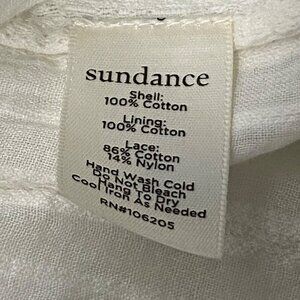 sundance
Shell:
100% Cotton
Lining:
100% Cotton
Lace:
86% Cotton
14% Nylon
Hand Wash Cold
Do Not Bleach
Hang To Dry
Cool Iron As Needed
RN#106205